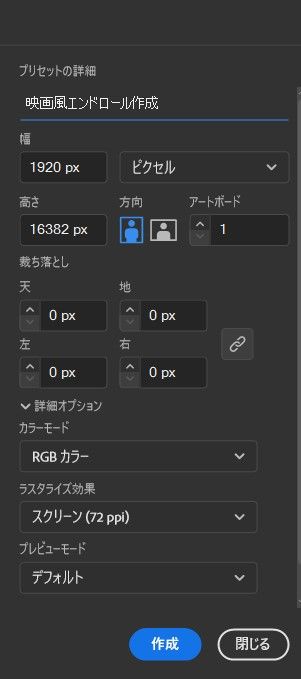 プリセットの詳細
映画風エンドロール作成
幅
1920 px ピクセル
高さ 方向 アートボード
16382 px 1
裁ち落とし
天 地
0 px 0 px
左 右
0 px 0 px
詳細オプション
カラーモード
RGB カラー
ラスタライズ効果
スクリーン (72 ppi)
プレビューモード
デフォルト
作成 閉じる